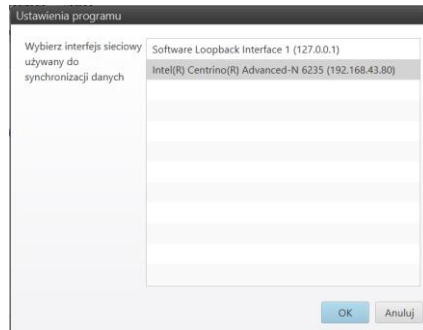 Ustawienia programu
Wybierz interfejs sieciowy
używany do
synchronizacji danych
Software Loopback Interface 1 (127.0.0.1)
Intel(R) Centrino(R) Advanced-N 6235 (192.168.43.80)
OK
Anuluj